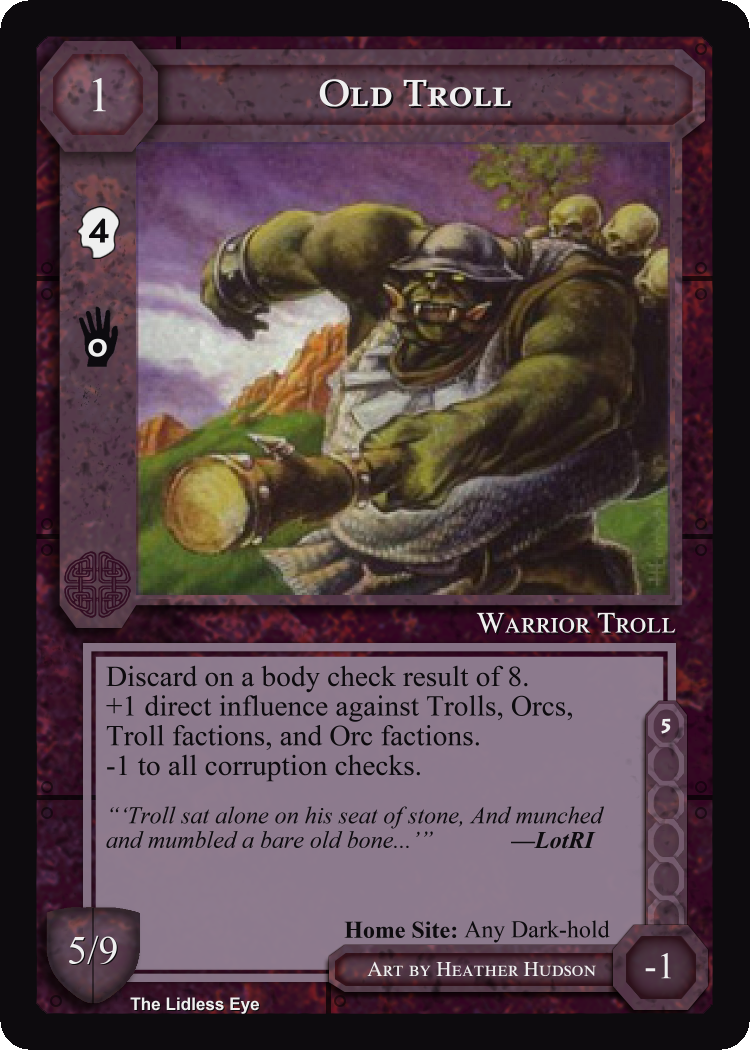 1
OLD TROLL
4
0
WARRIOR TROLL
Discard on a body check result of 8.
+1 direct influence against Trolls, Orcs,
Troll factions, and Orc factions.
-1 to all corruption checks.
5
“‘Troll sat alone on his seat of stone, And munched
and mumbled a bare old bone...’” —LotRI
Home Site: Any Dark-hold
5/9
ART BY HEATHER HUDSON
-1
The Lidless Eye